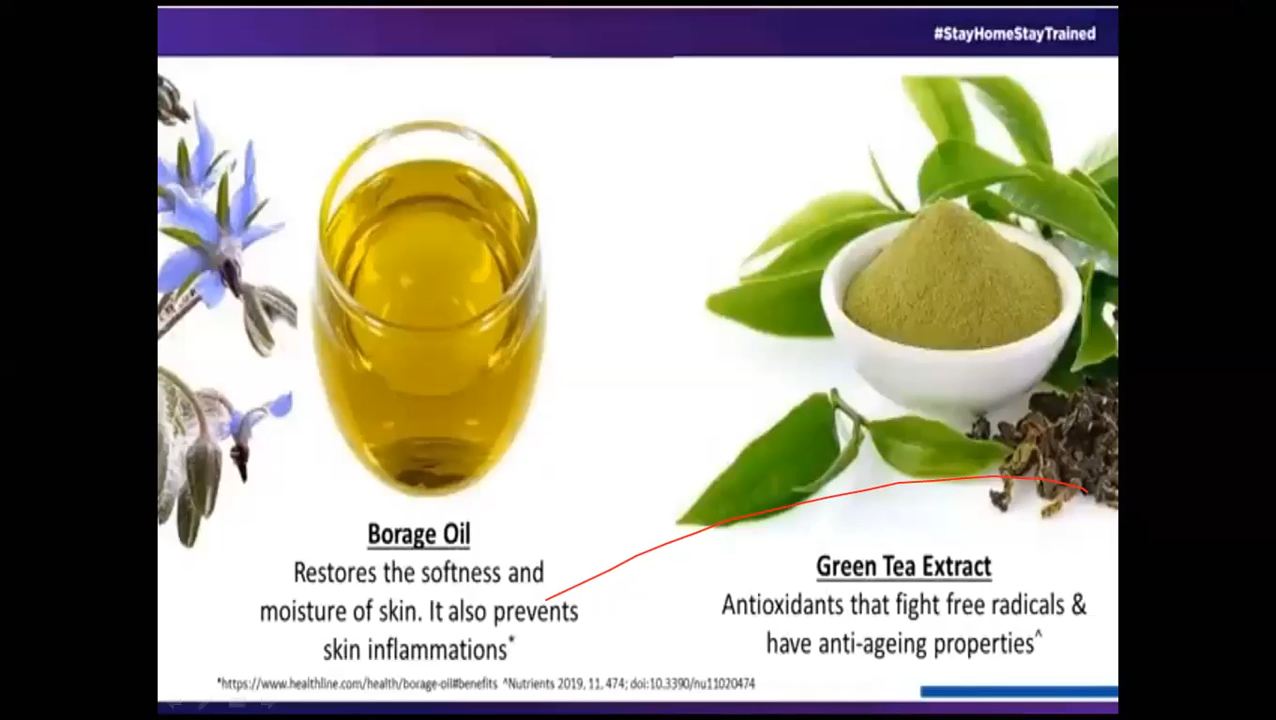 #StayHomeStayTrained
Borage Oil
Restores the softness and
moisture of skin. It also prevents
skin inflammations*
Green Tea Extract
Antioxidants that fight free radicals &
have anti-ageing properties^
*https://www.healthline.com/health/borage-oil#benefits ^Nutrients 2019, 11, 474; doi:10.3390/nu11020474